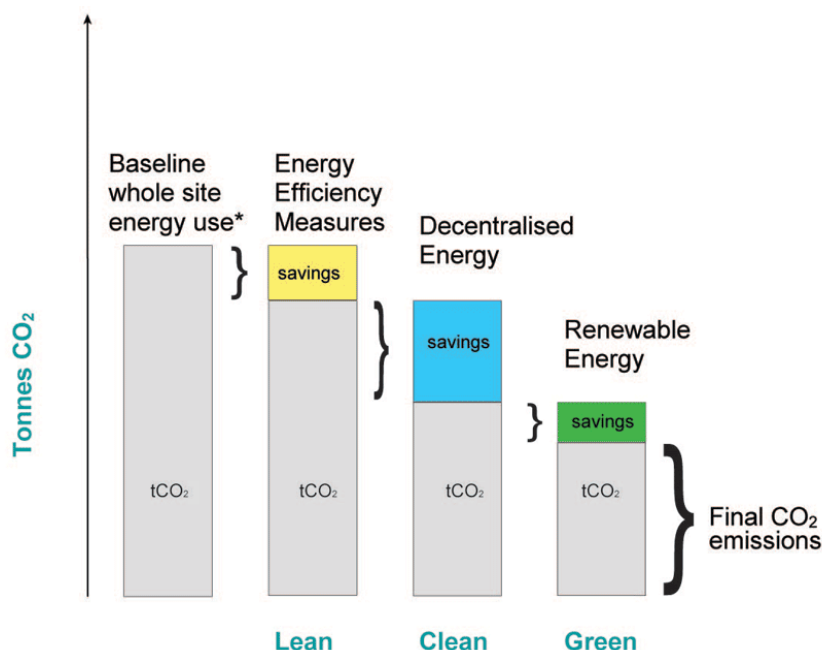 Tonnes CO₂
Baseline
whole site
energy use*
Energy
Efficiency
Measures
Decentralised
Energy
Renewable
Energy
savings
savings
savings
tCO₂
tCO₂
tCO₂
tCO₂
Final CO₂
emissions
Lean
Clean
Green